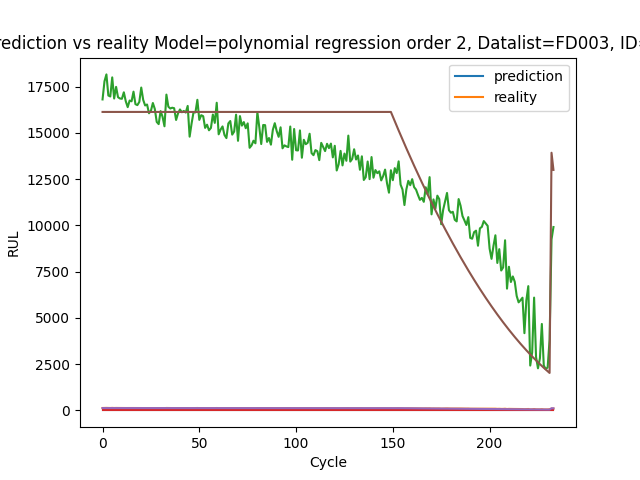 rediction vs reality Model=polynomial regression order 2, Datalist=FD003, ID=
prediction
reality
17500
15000
12500
10000
7500
5000
2500
0
RUL
0 50 100 150 200
Cycle